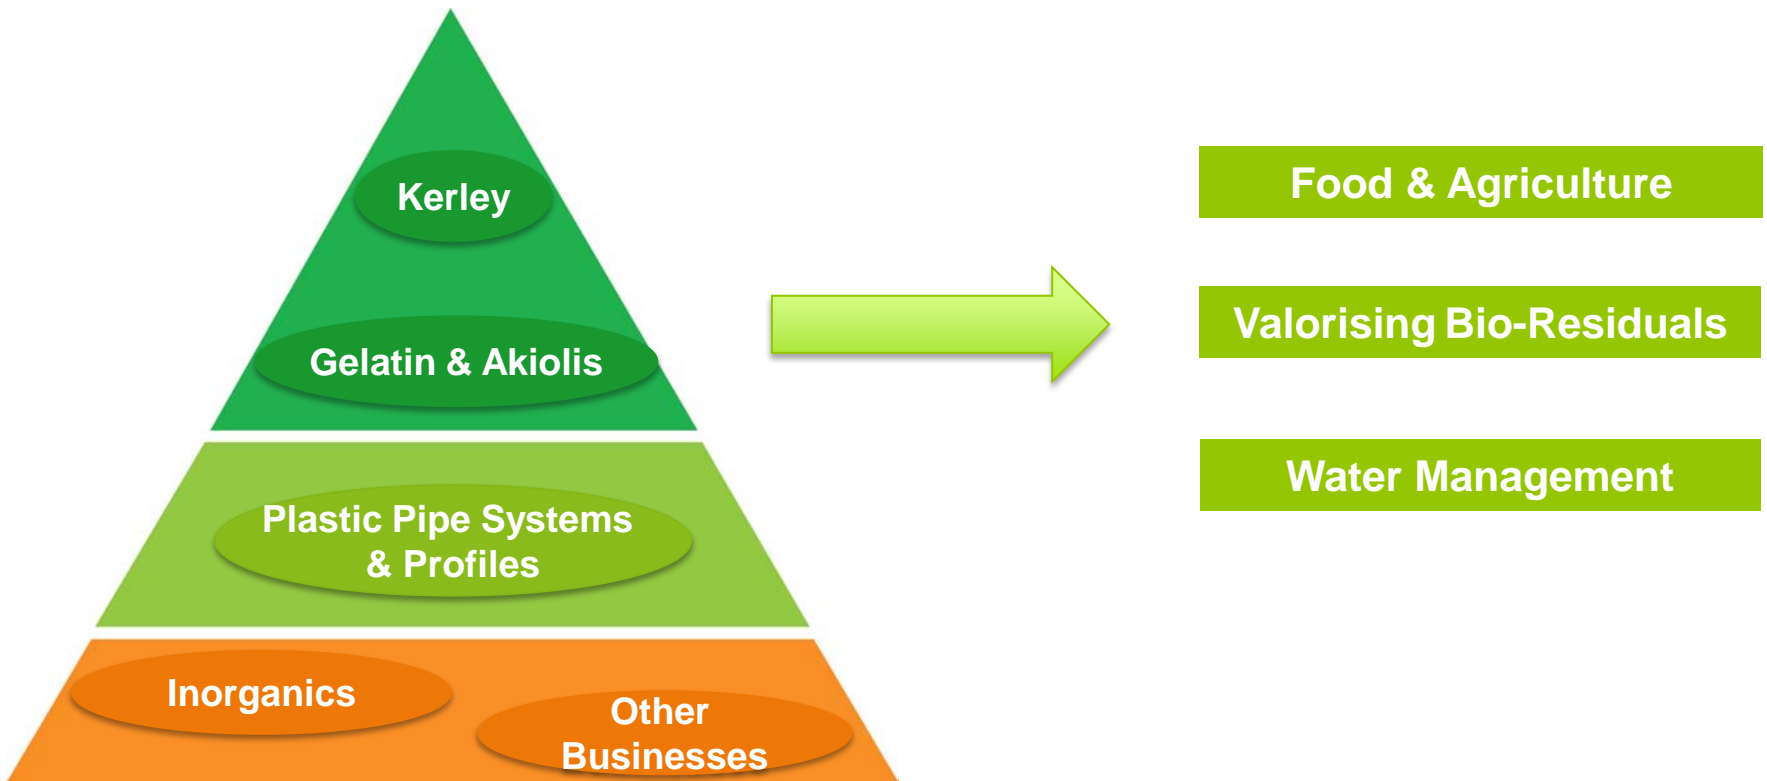 Kerley
Gelatin & Akiolis
Plastic Pipe Systems
& Profiles
Inorganics
Other
Businesses
Food & Agriculture
Valorising Bio-Residuals
Water Management